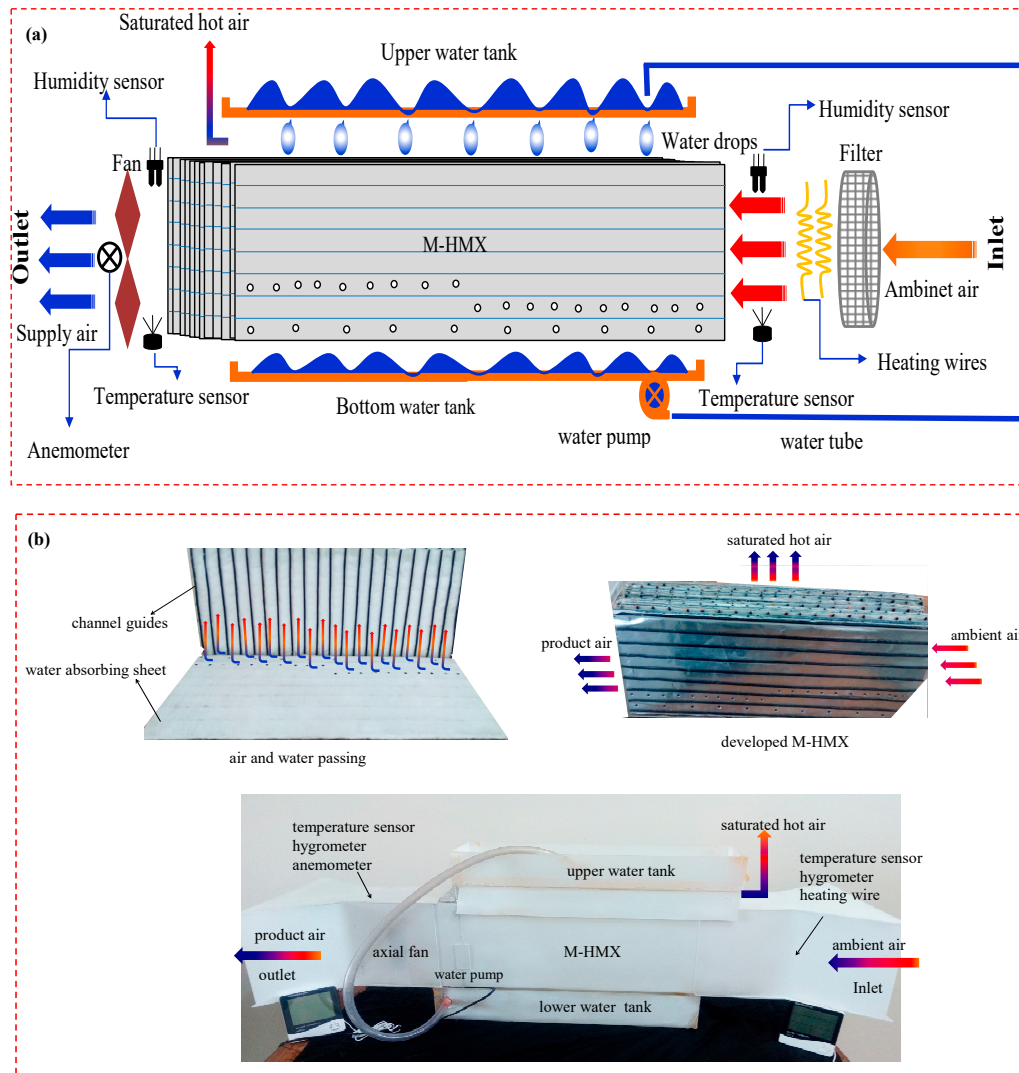 (a)
Saturated hot air
Upper water tank
Humidity sensor
Humidity sensor
Water drops
Filter
Fan
Outlet
M-HMX
Inlet
Ambinet air
Supply air
Heating wires
Temperature sensor
Bottom water tank
Temperature sensor
Anemometer
water pump
water tube
(b)
saturated hot air
channel guides
product air
ambient air
water absorbing sheet
developed M-HMX
air and water passing
saturated hot air
temperature sensor
hygrometer
anemometer
upper water tank
temperature sensor
hygrometer
heating wire
product air
outlet
axial fan
M-HMX
ambient air
Inlet
water pump
lower water tank